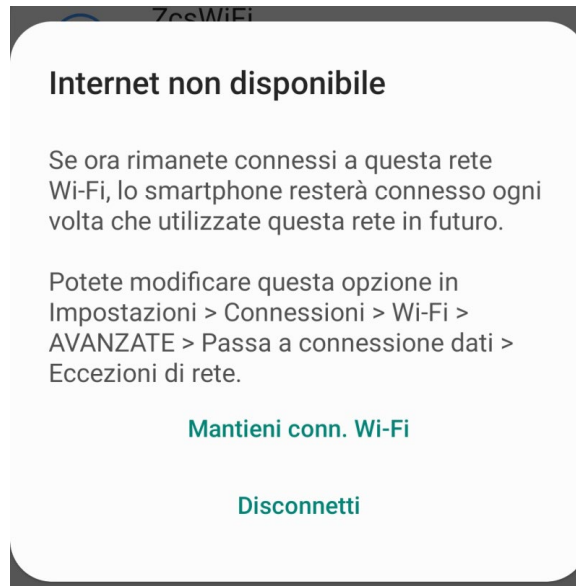 ZcsWiFi
Internet non disponibile
Se ora rimanete connessi a questa rete
Wi-Fi, lo smartphone resterà connesso ogni
volta che utilizzate questa rete in futuro.
Potete modificare questa opzione in
Impostazioni > Connessioni > Wi-Fi >
AVANZATE > Passa a connessione dati >
Eccezioni di rete.
Mantieni conn. Wi-Fi
Disconnetti